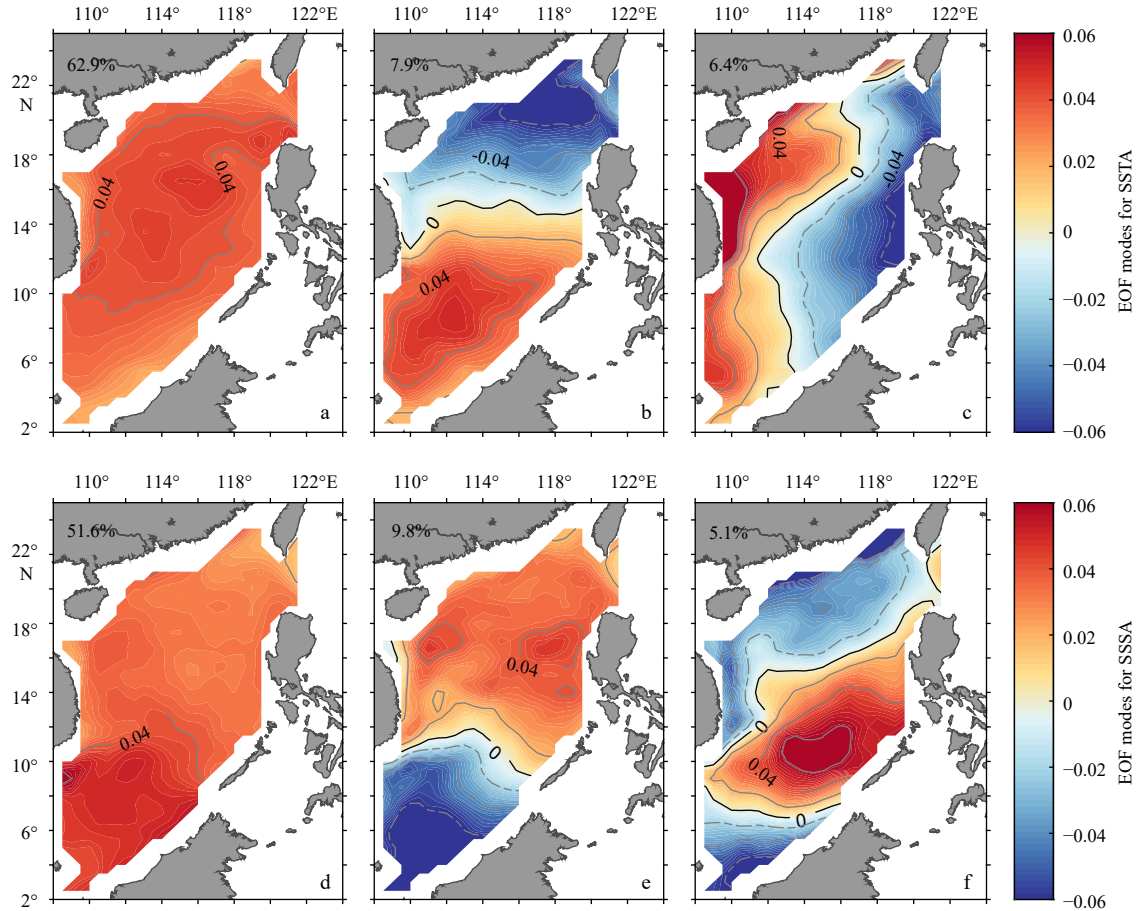 110° 114° 118° 122°E
110° 114° 118° 122°E
110° 114° 118° 122°E
62.9%
7.9%
6.4%
22°
N
18°
14°
10°
6°
2°
0.04
0.04
a
-0.04
0
0.04
b
0.04
0
-0.04
c
0.06
0.04
0.02
0
−0.02
−0.04
−0.06
EOF modes for SSTA
110° 114° 118° 122°E
110° 114° 118° 122°E
110° 114° 118° 122°E
51.6%
9.8%
5.1%
22°
N
18°
14°
10°
6°
2°
0.04
d
0.04
0
e
0
0.04
0
f
0.06
0.04
0.02
0
−0.02
−0.04
−0.06
EOF modes for SSSA